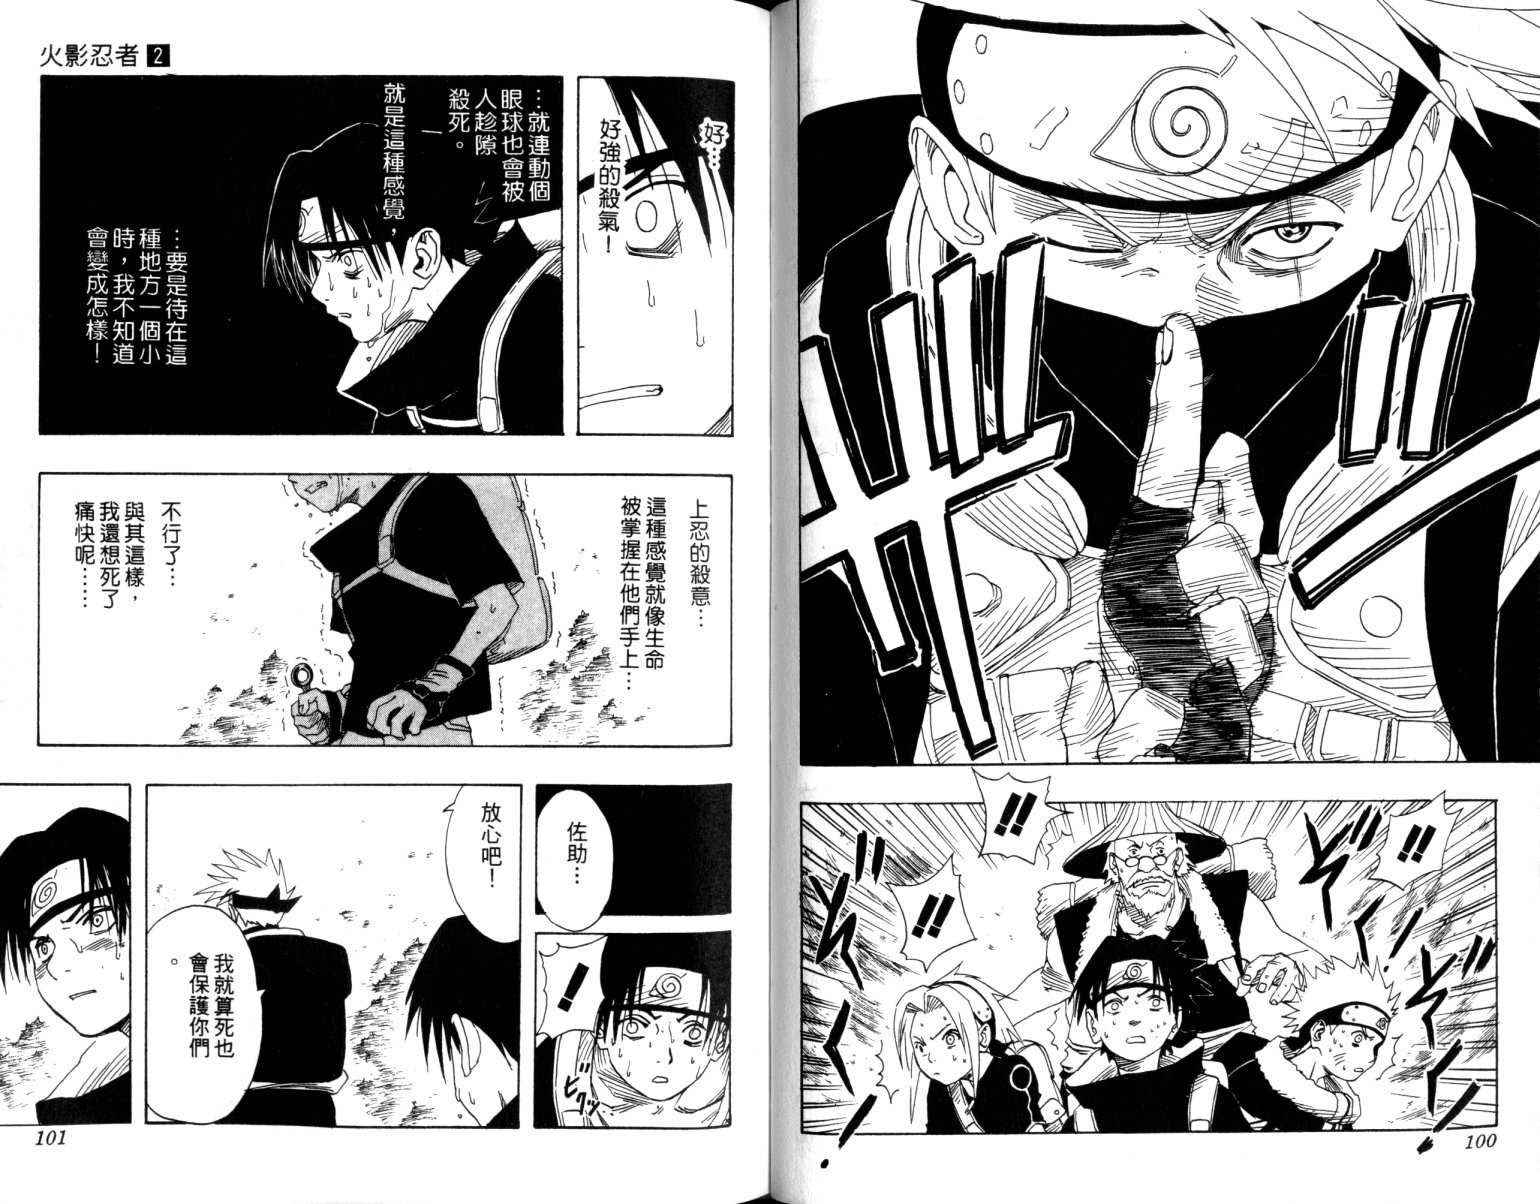 !!
!!
!!
100
火影忍者 2
好…
好強的殺氣！
…就連動個
眼球也會被
人趁隙
殺死。
就是這種感覺，
…要是待在這
種地方一個小
時，我不知道
會變成怎樣！
上忍的殺意…
這種感覺就像生命
被掌握在他們手上…
不行了…
與其這樣，
我還想死了
痛快呢……
佐助…
！
ビクッ
放心吧！
我就算死也
會保護你們
。
101